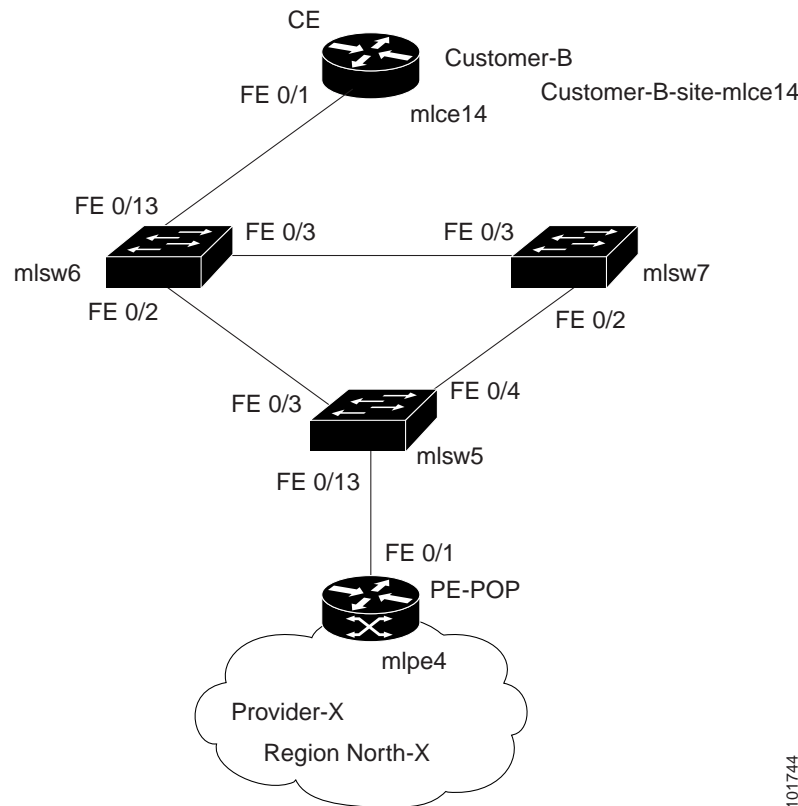 CE
Customer-B
FE 0/1
Customer-B-site-mlce14
mlce14
FE 0/13
FE 0/3
FE 0/3
mlsw6
mlsw7
FE 0/2
FE 0/2
FE 0/3
FE 0/4
mlsw5
FE 0/13
FE 0/1
PE-POP
mlpe4
Provider-X
Region North-X
101744